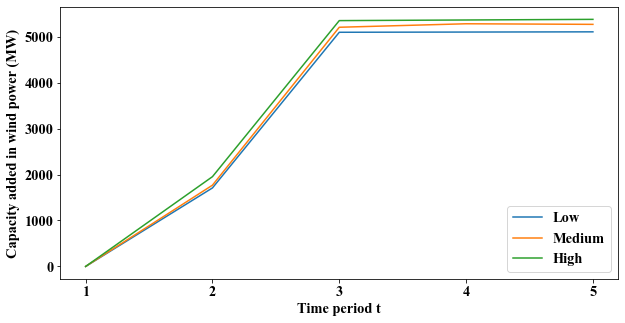 Capacity added in wind power (MW)
5000
4000
3000
2000
1000
0
1 2 3 4 5
Time period t
Low
Medium
High